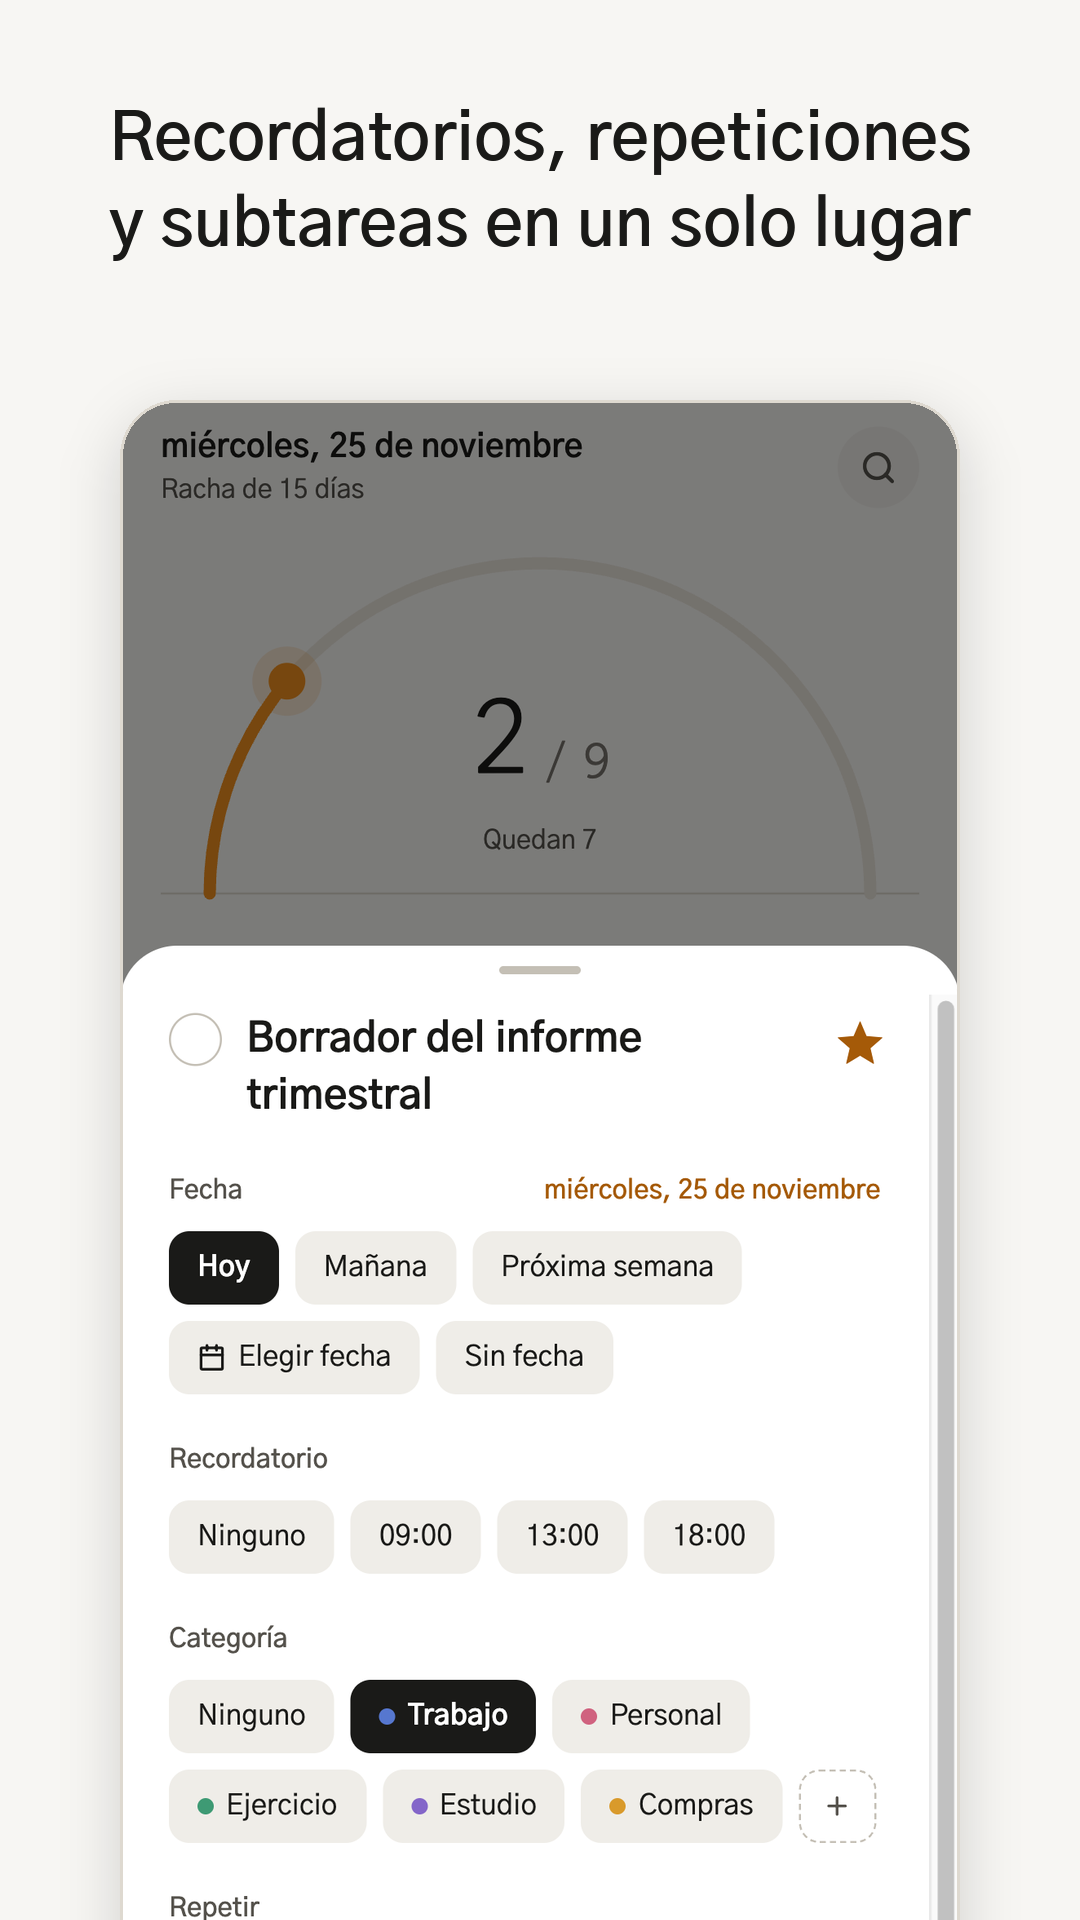 Recordatorios, repeticiones
y subtareas en un solo lugar
miércoles, 25 de noviembre
Racha de 15 días
2 / 9
Quedan 7
Borrador del informe
trimestral
Fecha miércoles, 25 de noviembre
Hoy Mañana Próxima semana
Elegir fecha Sin fecha
Recordatorio
Ninguno 09:00 13:00 18:00
Categoría
Ninguno Trabajo Personal
Ejercicio Estudio Compras +
Repetir